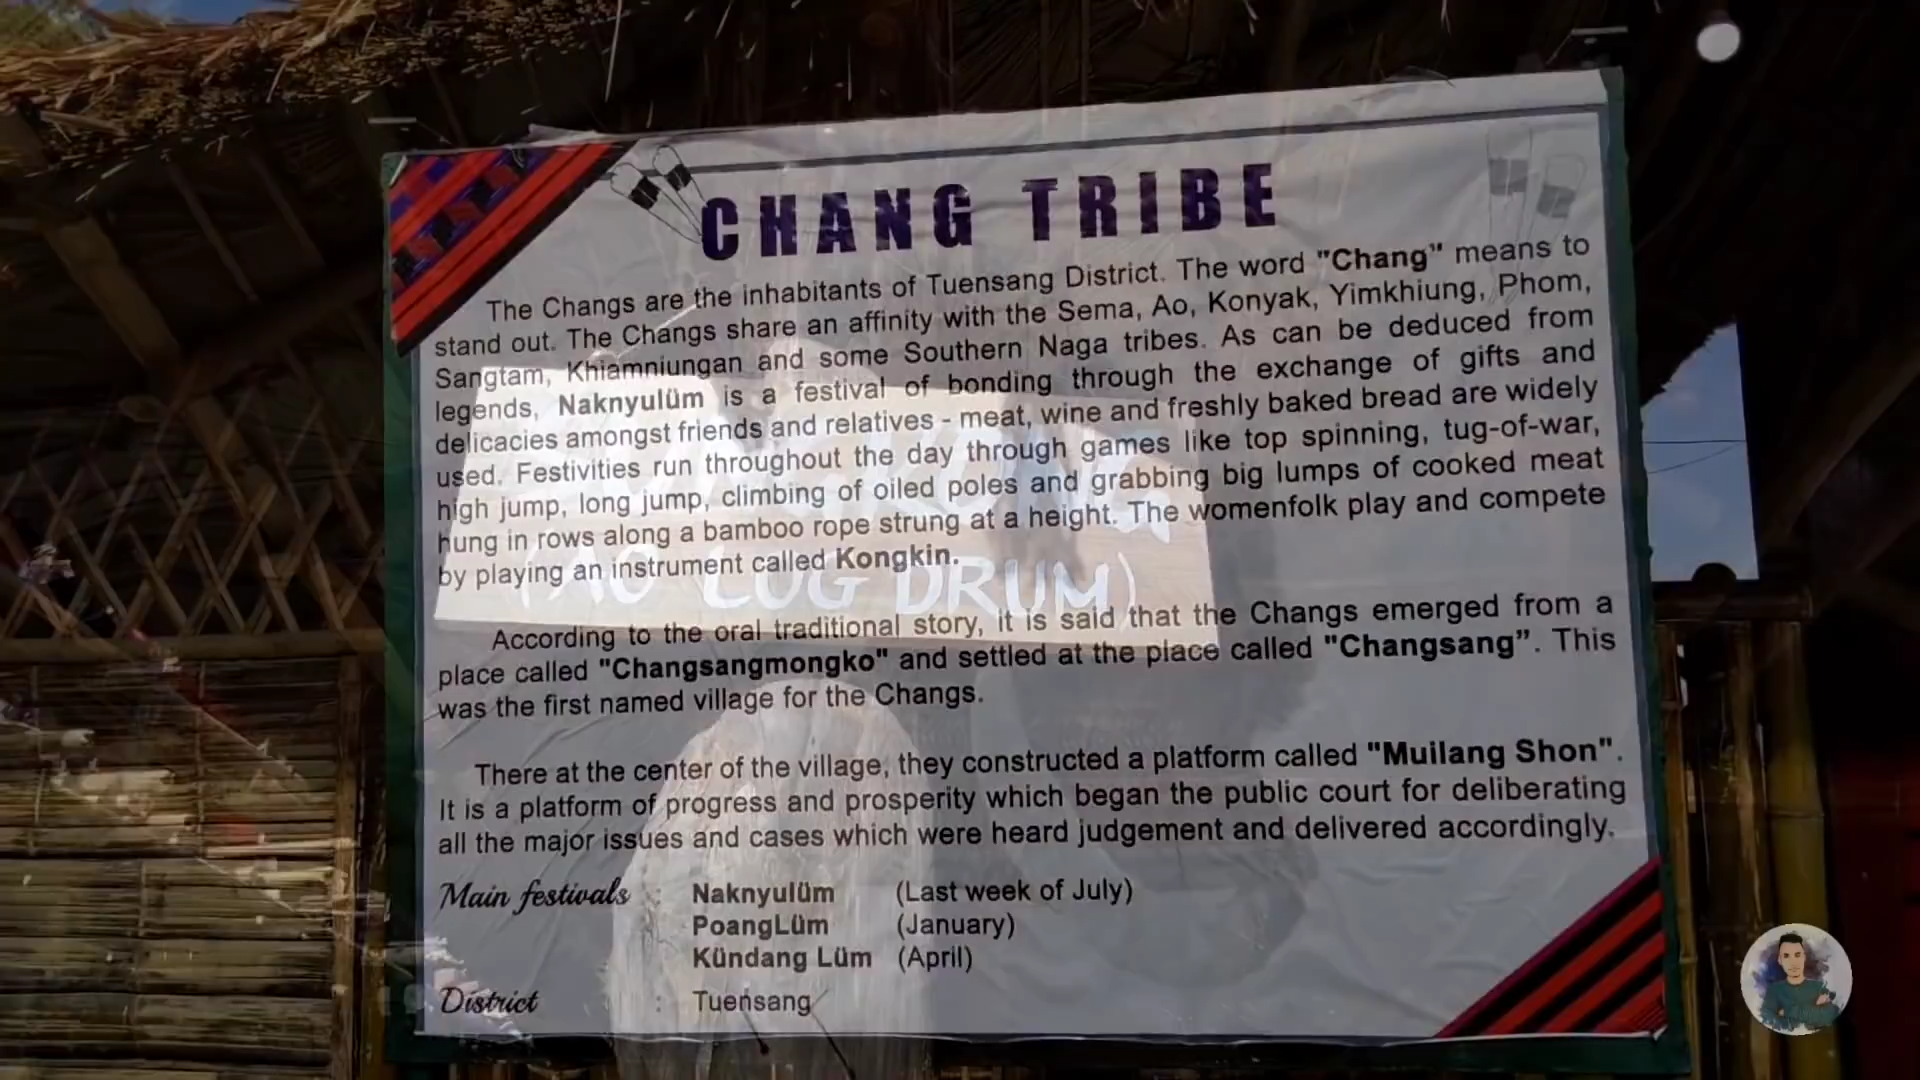 CHANG TRIBE
The Changs are the inhabitants of Tuensang District. The word "Chang" means to
stand out. The Changs share an affinity with the Sema, Ao, Konyak, Yimkhiung, Phom,
Sangtam, Khiamniungan and some Southern Naga tribes. As can be deduced from
legends, Naknyulüm is a festival of bonding through the exchange of gifts and
delicacies amongst friends and relatives - meat, wine and freshly baked bread are widely
used. Festivities run throughout the day through games like top spinning, tug-of-war,
high jump, long jump, climbing of oiled poles and grabbing big lumps of cooked meat
hung in rows along a bamboo rope strung at a height. The womenfolk play and compete
by playing an instrument called Kongkin.
(AO LOG DRUM)
According to the oral traditional story, it is said that the Changs emerged from a
place called "Changsangmongko" and settled at the place called "Changsang". This
was the first named village for the Changs.
There at the center of the village, they constructed a platform called "Muilang Shon".
It is a platform of progress and prosperity which began the public court for deliberating
all the major issues and cases which were heard judgement and delivered accordingly.
Main festivals : Naknyulüm (Last week of July)
PoangLüm (January)
Kündang Lüm (April)
District : Tuensang